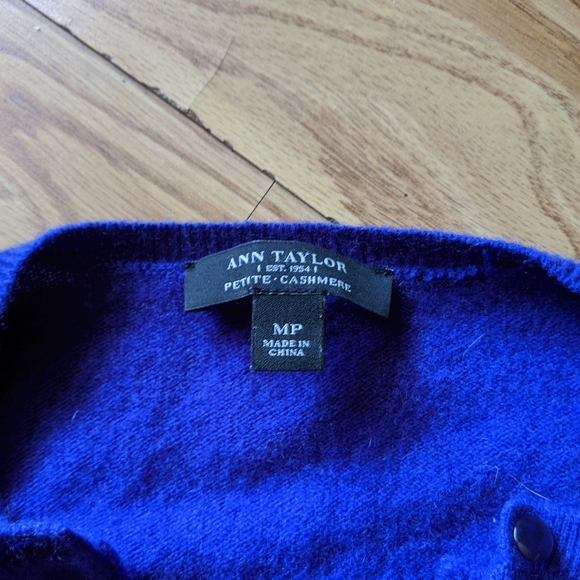 ANN TAYLOR
| EST. 1954 |
PETITE · CASHMERE
MP
MADE IN
CHINA